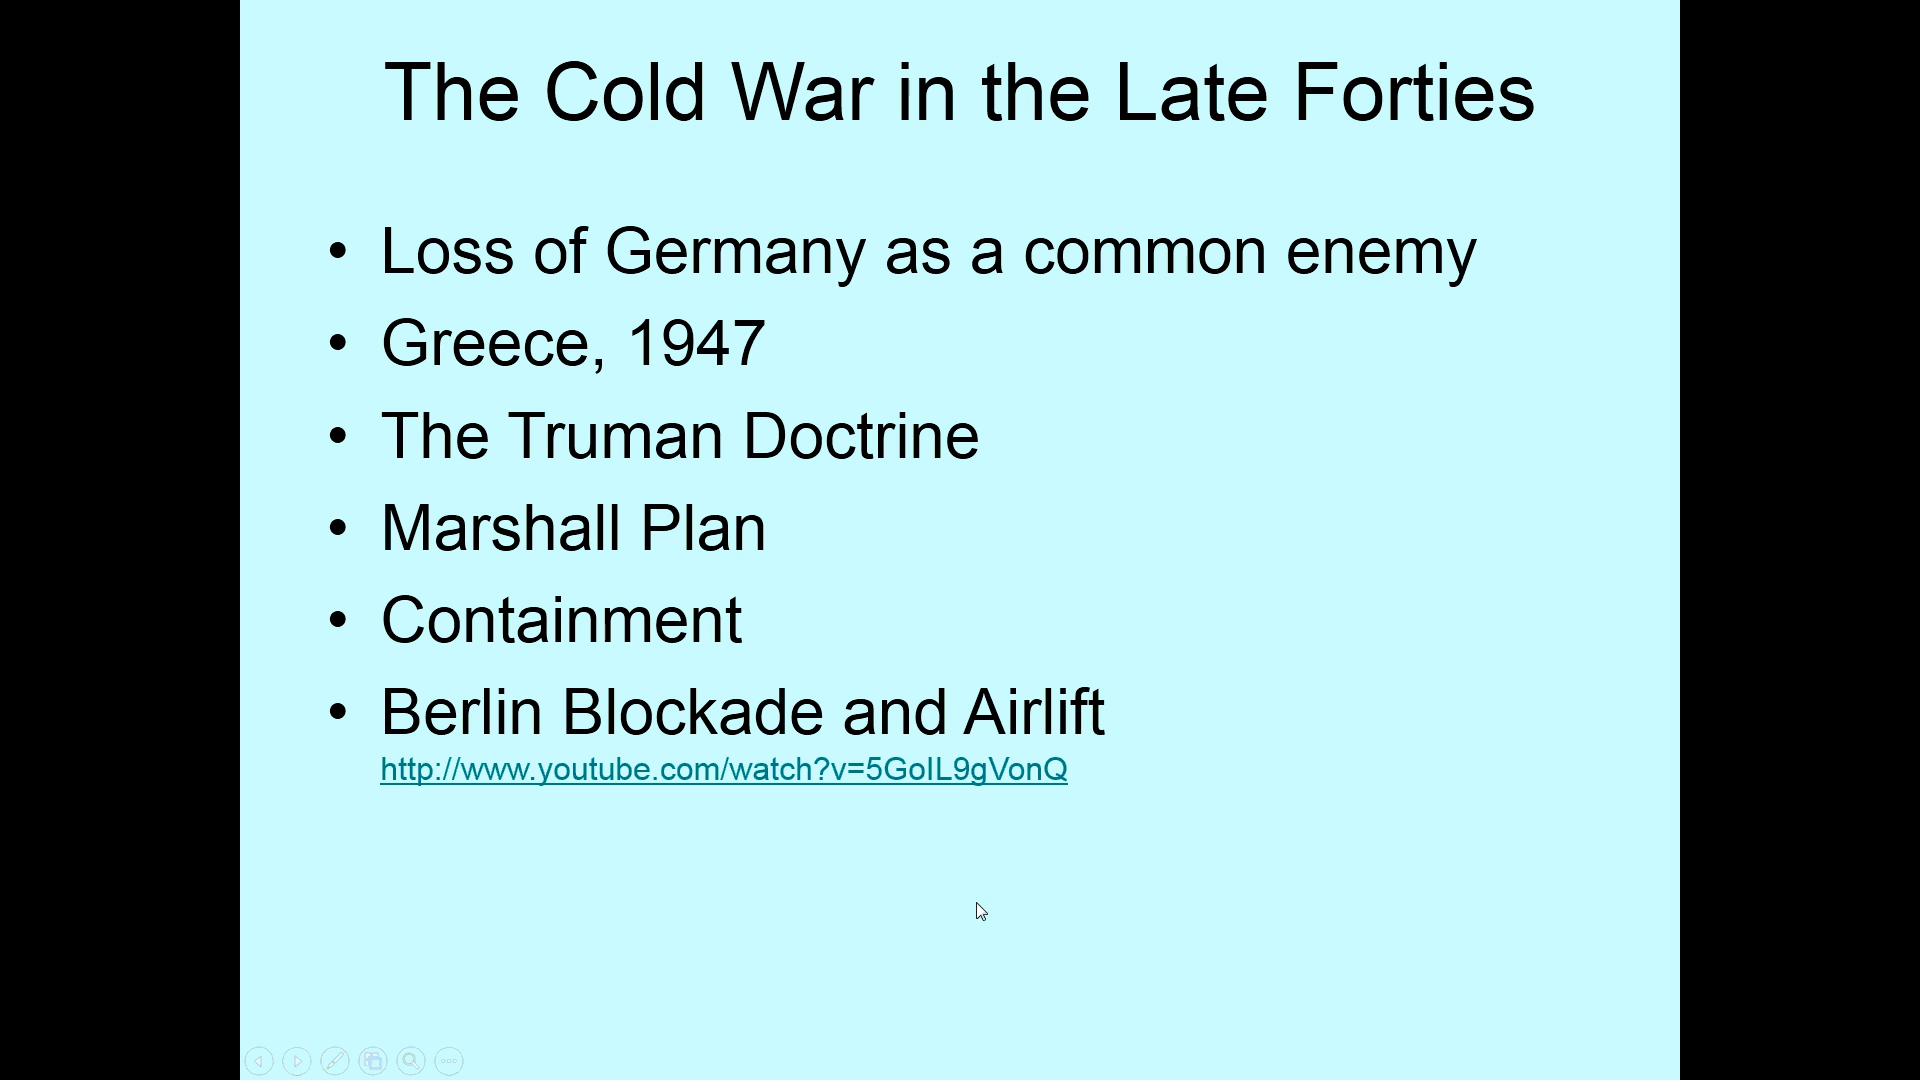 The Cold War in the Late Forties
• Loss of Germany as a common enemy
• Greece, 1947
• The Truman Doctrine
• Marshall Plan
• Containment
• Berlin Blockade and Airlift
http://www.youtube.com/watch?v=5GoIL9gVonQ